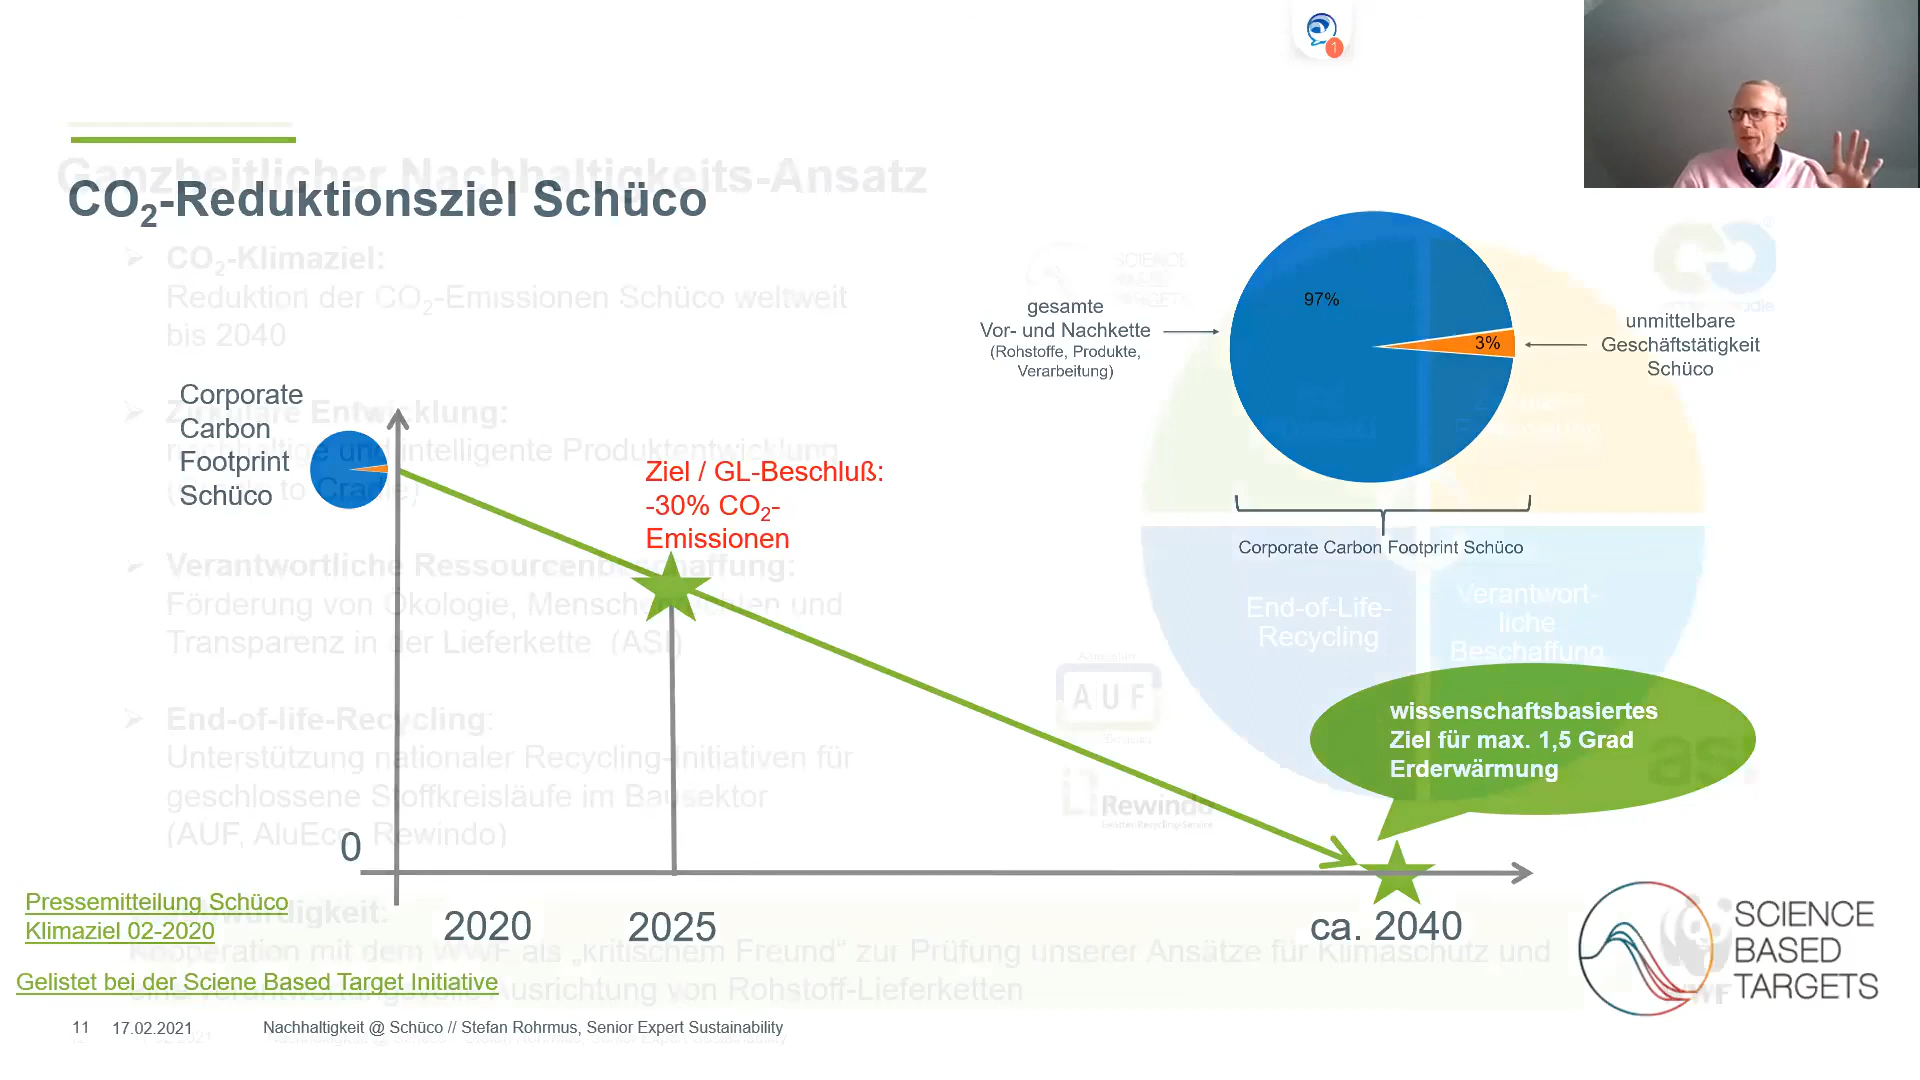 Ganzheitlicher Nachhaltigkeits-Ansatz
CO2-Reduktionsziel Schüco
CO2-Klimaziel:
Reduktion der CO2-Emissionen Schüco weltweit
bis 2040
Corporate
Carbon
Footprint
Schüco
Zirkuläre Entwicklung:
nachhaltige und intelligente Produktentwicklung
to Cradle)
Ziel / GL-Beschluß:
-30% CO2-
Emissionen
Verantwortliche Ressourcenbeschaffung:
Förderung von Ökologie, Menschenrechten und
Transparenz in der Lieferkette (ASI)
End-of-life-Recycling:
Unterstützung nationaler Recycling-Initiativen für
geschlossene Stoffkreisläufe im Bausektor
(AUF, AluEco, Rewindo)
0
2020
2025
ca. 2040
gesamte
Vor- und Nachkette
(Rohstoffe, Produkte,
Verarbeitung)
97%
3%
unmittelbare
Geschäftstätigkeit
Schüco
Corporate Carbon Footprint Schüco
End-of-Life-
Recycling
Verantwort-
liche
Beschaffung
AUF
Rewindo
wissenschaftsbasiertes
Ziel für max. 1,5 Grad
Erderwärmung
Pressemitteilung Schüco
Klimaziel 02-2020
Kooperation mit dem WWF als „kritischem Freund“ zur Prüfung unserer Ansätze für Klimaschutz und
Gelistet bei der Sciene Based Target Initiative
Ausrichtung von Rohstoff-Lieferketten
SCIENCE
BASED
TARGETS
11 17.02.2021 Nachhaltigkeit @ Schüco // Stefan Rohrmus, Senior Expert Sustainability
1